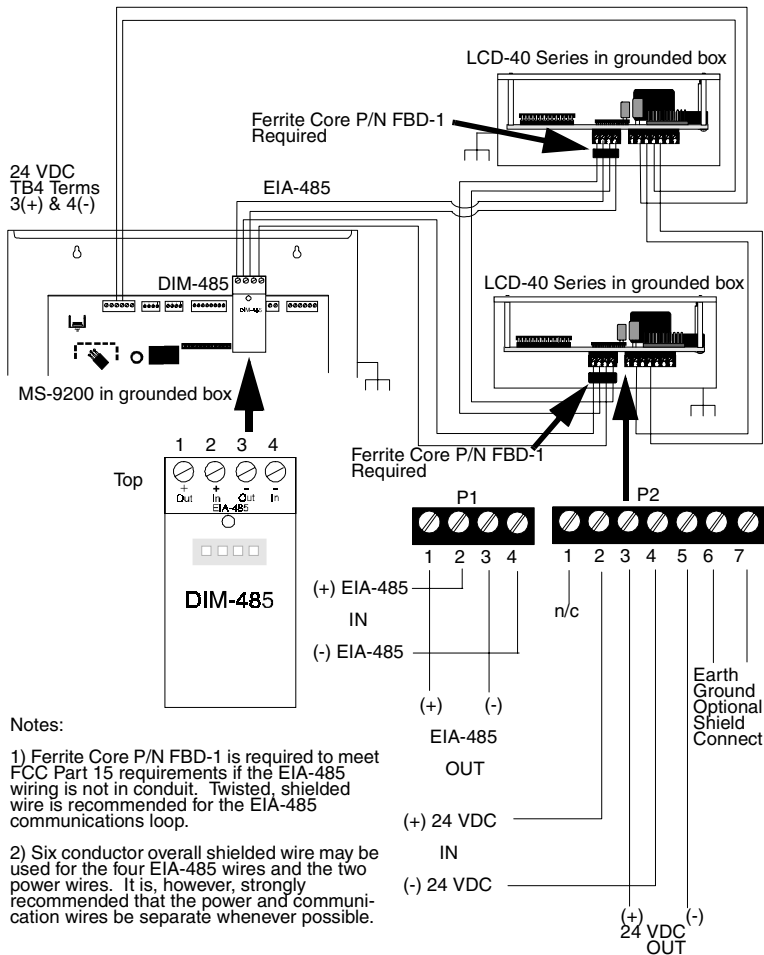 LCD-40 Series in grounded box
Ferrite Core P/N FBD-1
Required
24 VDC
TB4 Terms
3(+) & 4(-)
EIA-485
DIM-485
DIM-485
LCD-40 Series in grounded box
MS-9200 in grounded box
Ferrite Core P/N FBD-1
Required
Top
1 2 3 4
+ + - -
Out In Out In
EIA-485
DIM-485
P1
1 2 3 4
P2
1 2 3 4 5 6 7
(+) EIA-485
IN
(-) EIA-485
n/c
(+) (-)
EIA-485
OUT
Earth
Ground
Optional
Shield
Connect
(+) 24 VDC
IN
(-) 24 VDC
(+) (-)
24 VDC
OUT
Notes:
1) Ferrite Core P/N FBD-1 is required to meet
FCC Part 15 requirements if the EIA-485
wiring is not in conduit. Twisted, shielded
wire is recommended for the EIA-485
communications loop.
2) Six conductor overall shielded wire may be
used for the four EIA-485 wires and the two
power wires. It is, however, strongly
recommended that the power and communi-
cation wires be separate whenever possible.